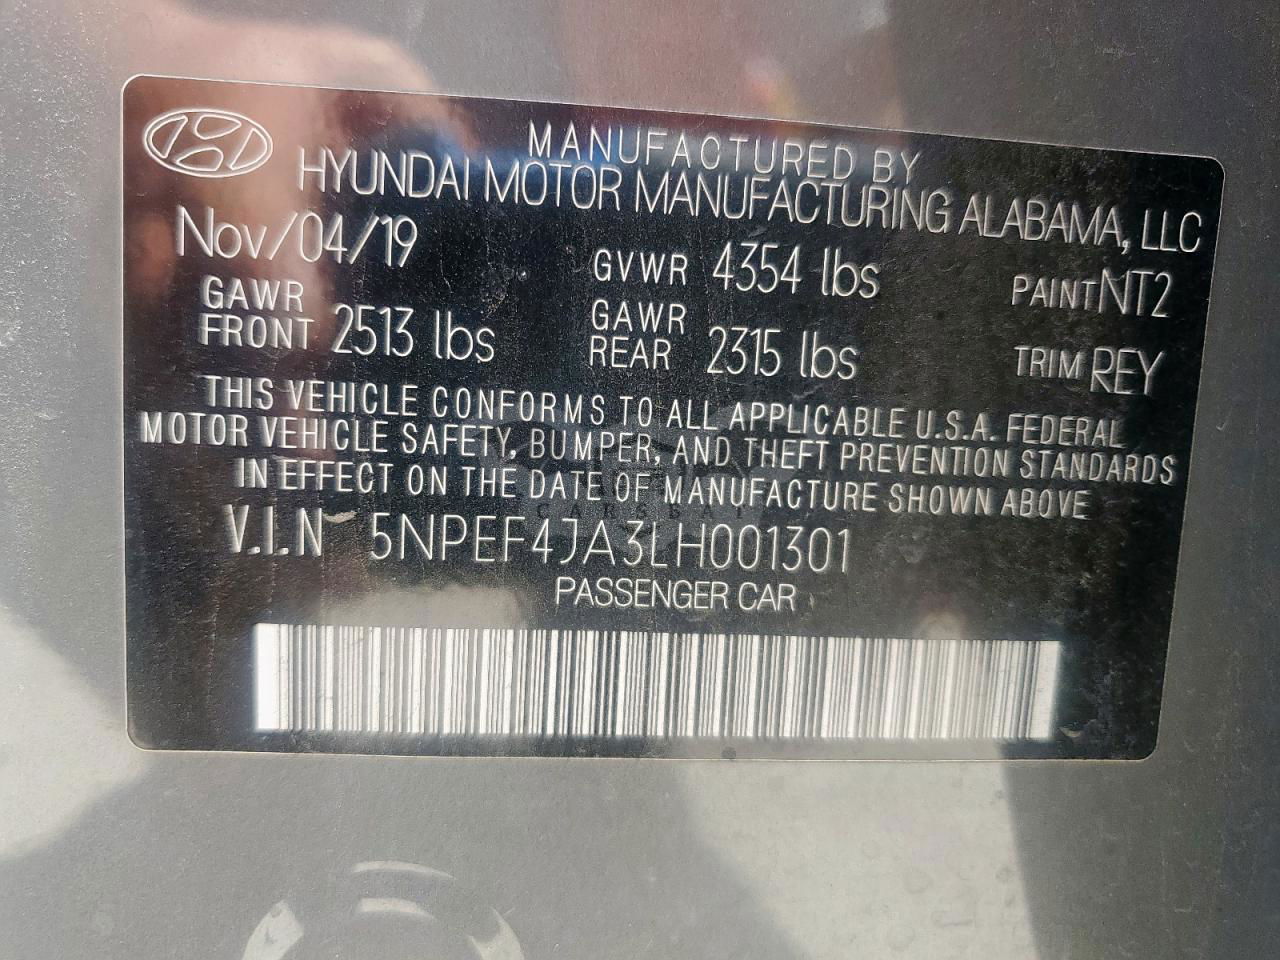 MANUFACTURED BY
HYUNDAI MOTOR MANUFACTURING ALABAMA, LLC
Nov/04/19 GVWR 4354 lbs PAINT NT2
GAWR FRONT 2513 lbs GAWR REAR 2315 lbs TRIM REY
THIS VEHICLE CONFORMS TO ALL APPLICABLE U.S.A. FEDERAL
MOTOR VEHICLE SAFETY, BUMPER, AND THEFT PREVENTION STANDARDS
IN EFFECT ON THE DATE OF MANUFACTURE SHOWN ABOVE
V.I.N 5NPEF4JA3LH001301
PASSENGER CAR